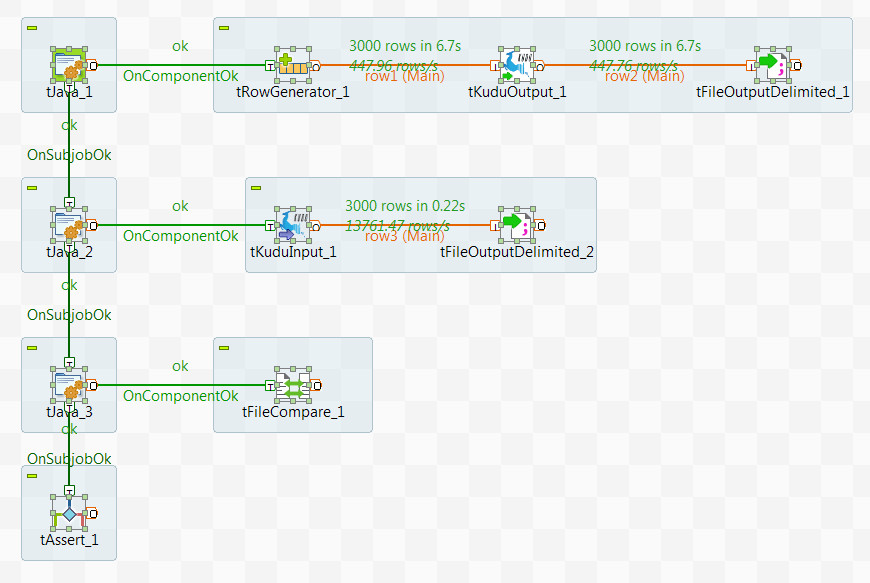 ok
3000 rows in 6.7s
3000 rows in 6.7s
447.96 rows/s
447.76 rows/s
OnComponentOk
row1 (Main)
row2 (Main)
tJava_1
tRowGenerator_1
tKuduOutput_1
tFileOutputDelimited_1
ok
OnSubjobOk
ok
3000 rows in 0.22s
13761.47 rows/s
OnComponentOk
row3 (Main)
tJava_2
tKuduInput_1
tFileOutputDelimited_2
ok
OnSubjobOk
ok
OnComponentOk
tJava_3
tFileCompare_1
ok
OnSubjobOk
tAssert_1